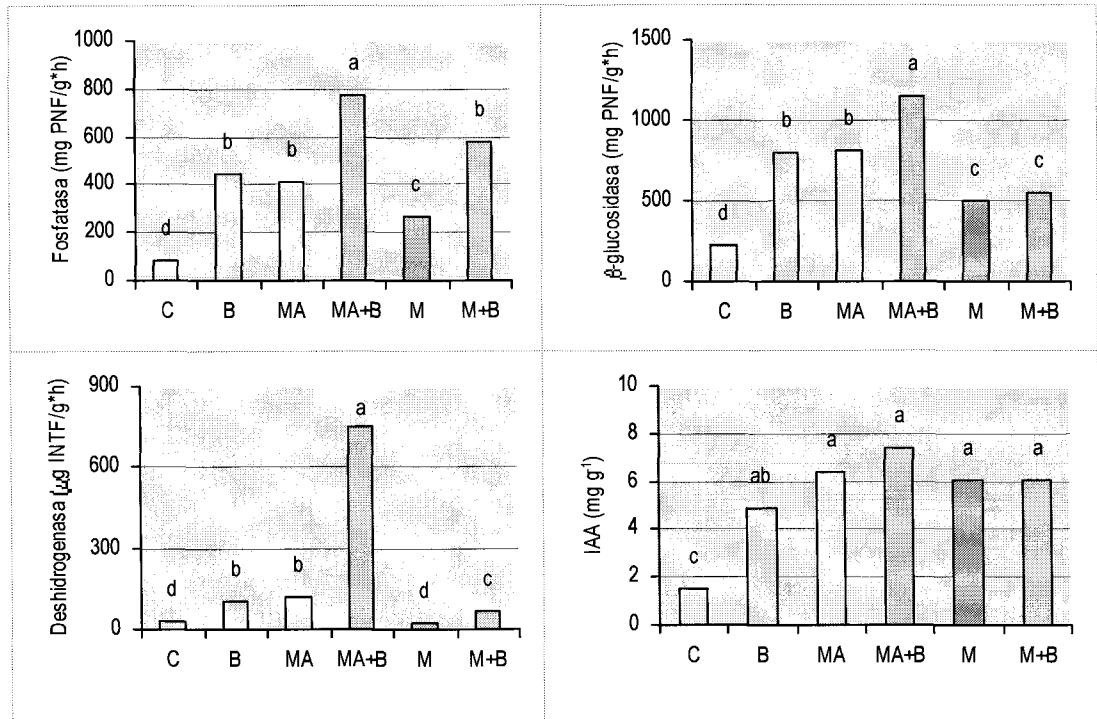 Fosfatasa (mg PNF/g*h)
1000
800
600
400
200
0
d
b
b
a
c
b
C B MA MA+B M M+B
β-glucosidasa (mg PNF/g*h)
1500
1000
500
0
d
b
b
a
c
c
C B MA MA+B M M+B
Deshidrogenasa (µg INTF/g*h)
900
600
300
0
d
b
b
a
d
c
C B MA MA+B M M+B
IAA (mg g⁻¹)
10
8
6
4
2
0
c
ab
a
a
a
a
C B MA MA+B M M+B